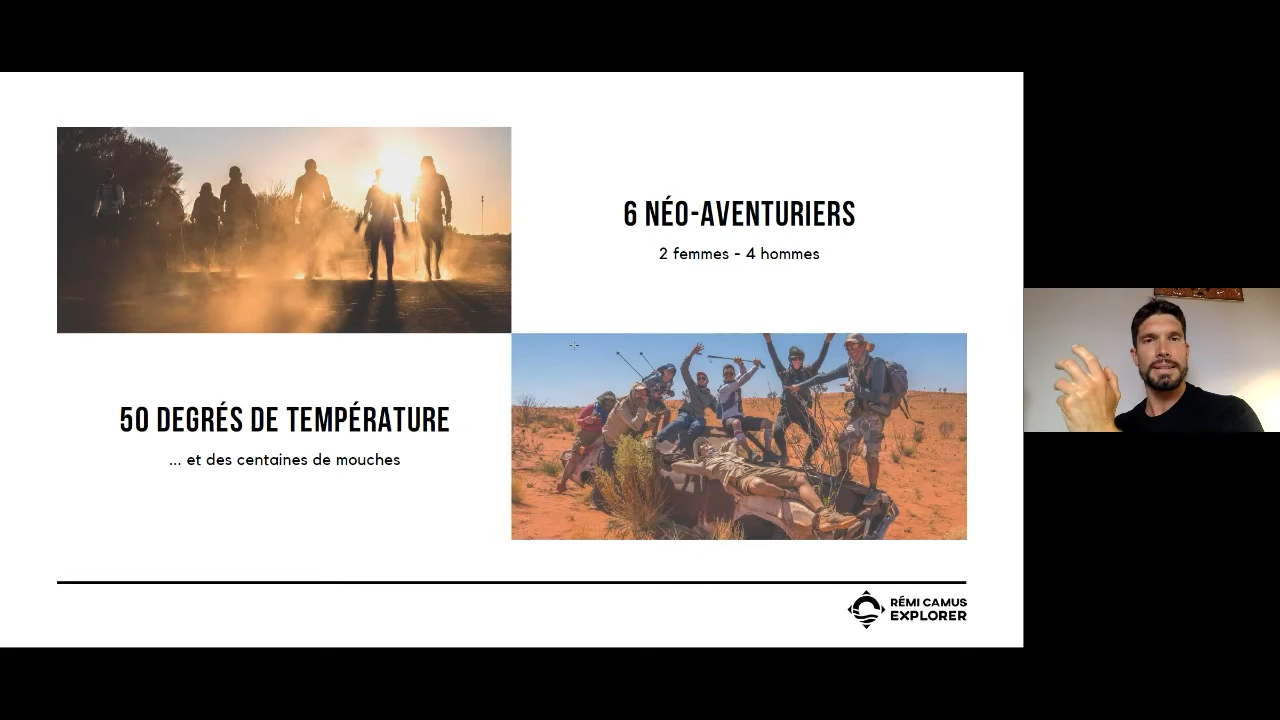 6 NÉO-AVENTURIERS
2 femmes - 4 hommes
50 DEGRÉS DE TEMPÉRATURE
... et des centaines de mouches
RÉMI CAMUS
EXPLORER